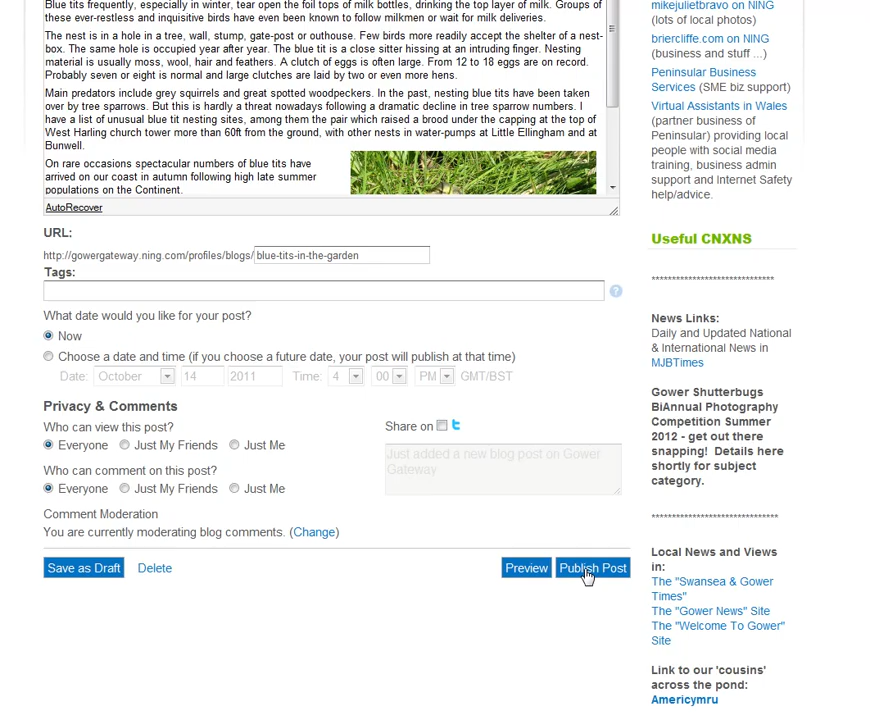 Blue tits frequently, especially in winter, tear open the foil tops of milk bottles, drinking the top layer of milk. Groups of
these ever-restless and inquisitive birds have even been known to follow milkmen or wait for milk deliveries.
The nest is in a hole in a tree, wall, stump, gate-post or outhouse. Few birds more readily accept the shelter of a nest-
box. The same hole is occupied year after year. The blue tit is a close sitter hissing at an intruding finger. Nesting
material is usually moss, wool, hair and feathers. A clutch of eggs is often large. From 12 to 18 eggs are on record.
Probably seven or eight is normal and large clutches are laid by two or even more hens.
Main predators include grey squirrels and great spotted woodpeckers. In the past, nesting blue tits have been taken
over by tree sparrows. But this is hardly a threat nowadays following a dramatic decline in tree sparrow numbers. I
have a list of unusual blue tit nesting sites, among them the pair which raised a brood under the capping at the top of
West Harling church tower more than 60ft from the ground, with other nests in water-pumps at Little Ellingham and at
Bunwell.
On rare occasions spectacular numbers of blue tits have
arrived on our coast in autumn following high late summer
populations on the Continent.
AutoRecover
URL:
http://gowergateway.ning.com/profiles/blogs/ blue-tits-in-the-garden
Tags:
?
What date would you like for your post?
Now
Choose a date and time (if you choose a future date, your post will publish at that time)
Date: October 14 2011 Time: 4 00 PM GMT/BST
Privacy & Comments
Who can view this post?
Everyone Just My Friends Just Me
Who can comment on this post?
Everyone Just My Friends Just Me
Share on t
Just added a new blog post on Gower
Gateway
Comment Moderation
You are currently moderating blog comments. (Change)
Save as Draft Delete Preview Publish Post
mikejulietbravo on NING
(lots of local photos)
briercliffe.com on NING
(business and stuff ...)
Peninsular Business
Services (SME biz support)
Virtual Assistants in Wales
(partner business of
Peninsular) providing local
people with social media
training, business admin
support and Internet Safety
help/advice.
Useful CNXNS
******************************
News Links:
Daily and Updated National
& International News in
MJBTimes
Gower Shutterbugs
BiAnnual Photography
Competition Summer
2012 - get out there
snapping! Details here
shortly for subject
category.
*******************************
Local News and Views
in:
The "Swansea & Gower
Times"
The "Gower News" Site
The "Welcome To Gower"
Site
Link to our 'cousins'
across the pond:
Americymru